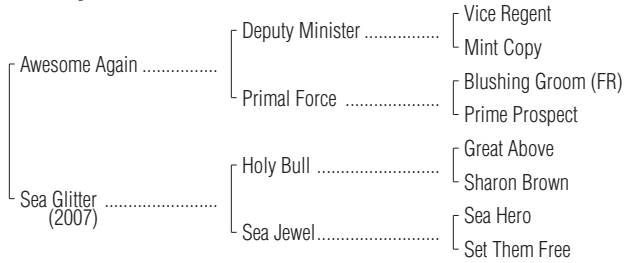 Vice Regent
Deputy Minister ................
Mint Copy
Awesome Again ................
Blushing Groom (FR)
Primal Force ....................
Prime Prospect
Great Above
Holy Bull ..........................
Sharon Brown
Sea Glitter ........................
(2007)
Sea Hero
Sea Jewel..........................
Set Them Free